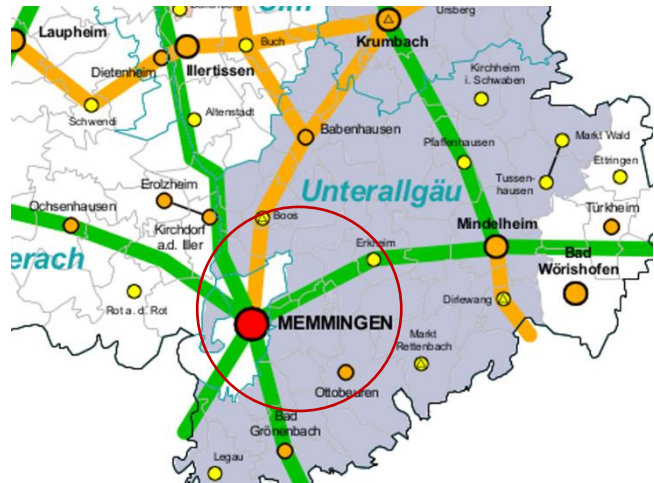 Ursberg
Laupheim
Krumbach
Buch
Dietenheim
Illertissen
Kirchheim
i. Schwaben
Schwendi
Altenstadt
Babenhausen
Pfaffenhausen
Markt Wald
Ettringen
Erolzheim
Unterallgäu
Tussen-
hausen
Ochsenhausen
Kirchdorf
a.d. Iller
Boos
Türkheim
Mindelheim
Erkheim
Bad
Wörishofen
erach
Rot a. d. Rot
Dirlewang
MEMMINGEN
Markt
Rettenbach
Ottobeuren
Bad
Grönenbach
Legau